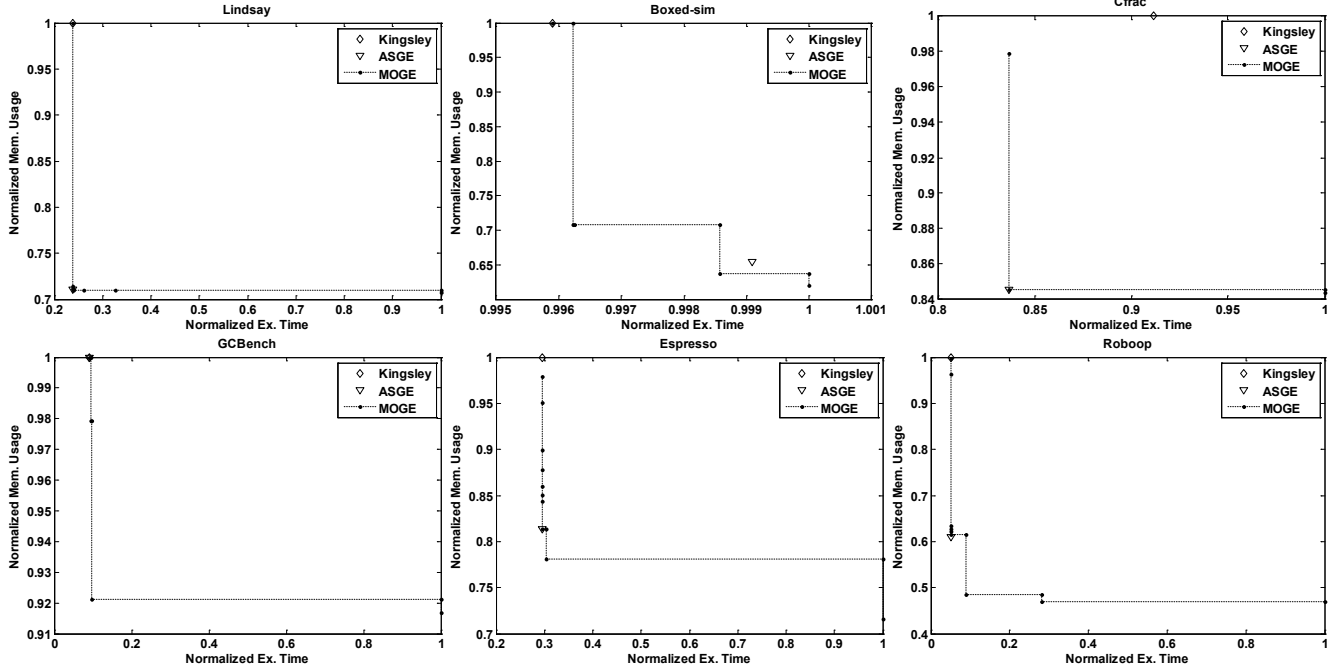 Lindsay
1
0.95
0.9
0.85
0.8
0.75
0.7
Normalized Mem. Usage
0.2 0.3 0.4 0.5 0.6 0.7 0.8 0.9 1
Normalized Ex. Time
Kingsley
ASGE
MOGE
Boxed-sim
1
0.95
0.9
0.85
0.8
0.75
0.7
0.65
Normalized Mem. Usage
0.995 0.996 0.997 0.998 0.999 1 1.001
Normalized Ex. Time
Kingsley
ASGE
MOGE
Cfrac
1
0.98
0.96
0.94
0.92
0.9
0.88
0.86
0.84
Normalized Mem. Usage
0.8 0.85 0.9 0.95 1
Normalized Ex. Time
Kingsley
ASGE
MOGE
GCBench
1
0.99
0.98
0.97
0.96
0.95
0.94
0.93
0.92
0.91
Normalized Mem. Usage
0 0.2 0.4 0.6 0.8 1
Normalized Ex. Time
Kingsley
ASGE
MOGE
Espresso
1
0.95
0.9
0.85
0.8
0.75
0.7
Normalized Mem. Usage
0.2 0.3 0.4 0.5 0.6 0.7 0.8 0.9 1
Normalized Ex. Time
Kingsley
ASGE
MOGE
Roboop
1
0.9
0.8
0.7
0.6
0.5
0.4
Normalized Mem. Usage
0 0.2 0.4 0.6 0.8 1
Normalized Ex. Time
Kingsley
ASGE
MOGE